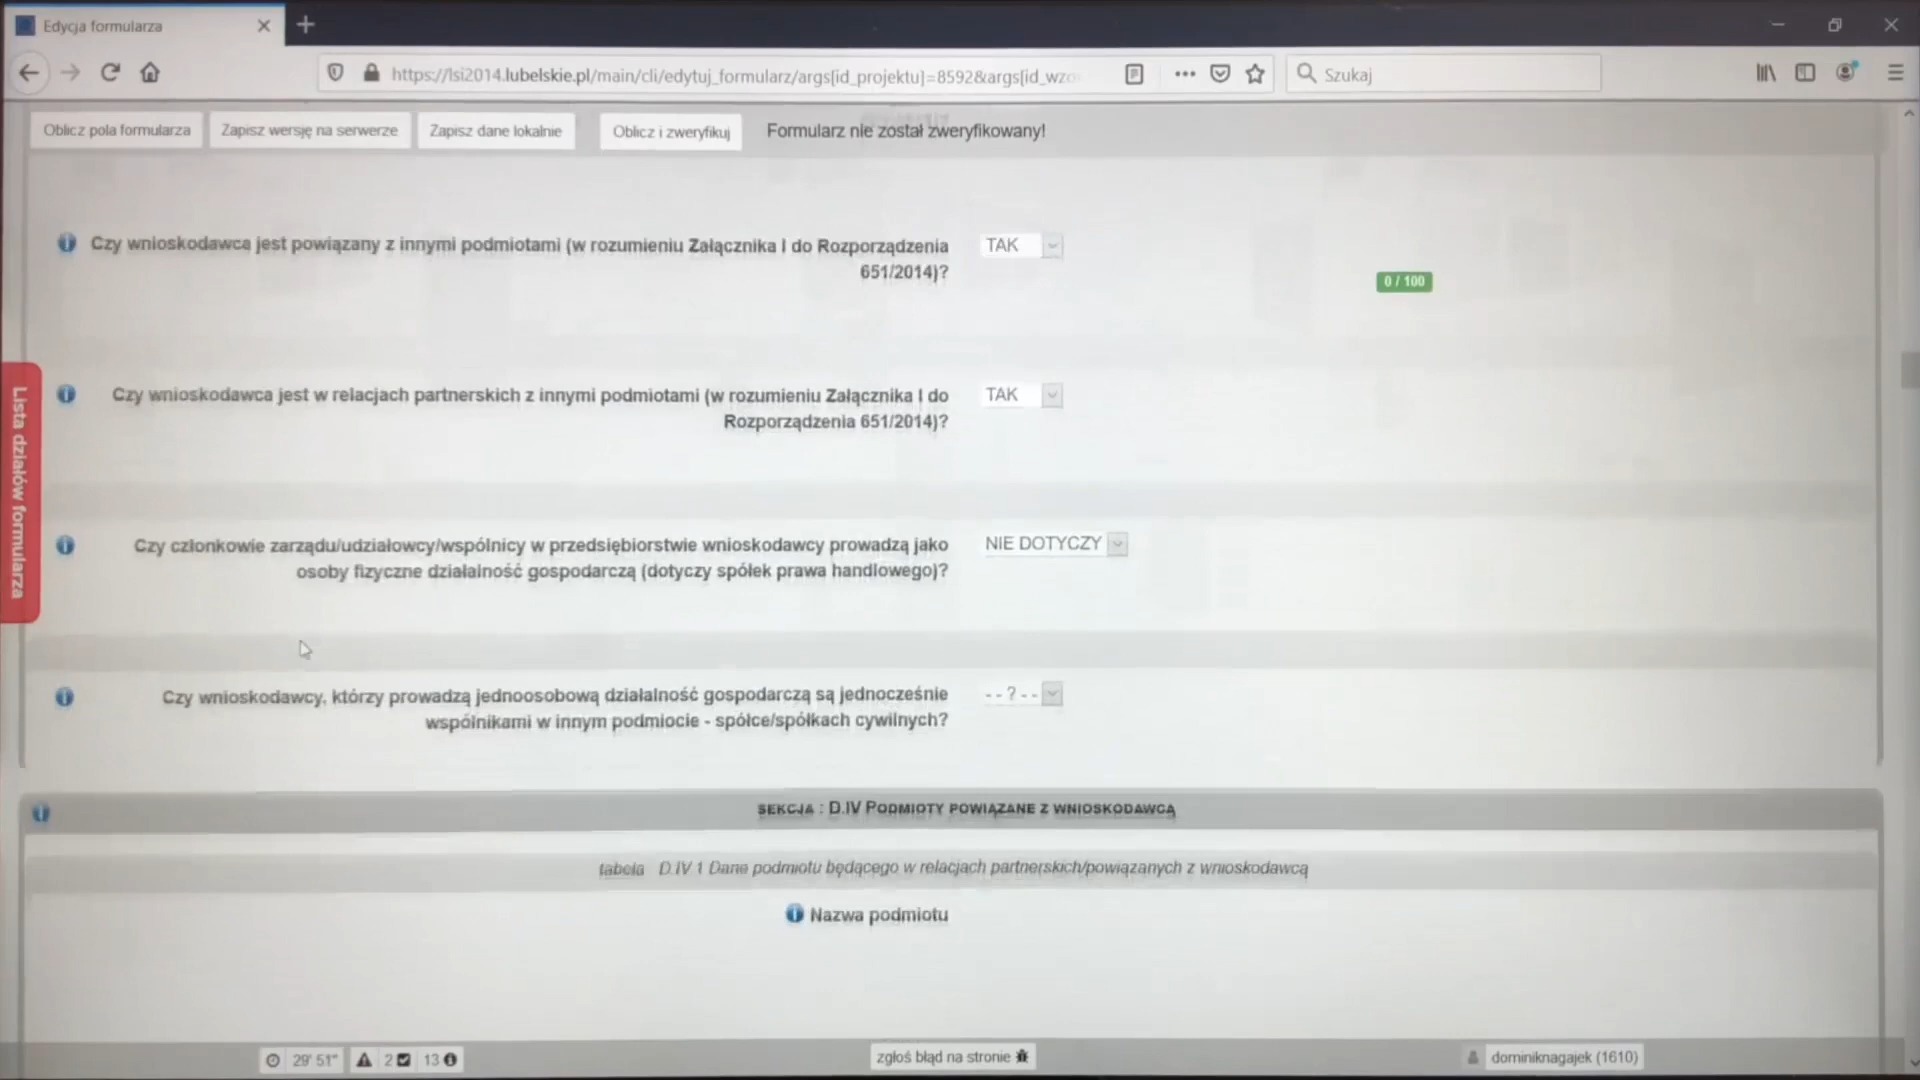 Edycja formularza
https://lsi2014.lubelskie.pl/main/cli/edytuj_formularz/args[id_projektu]=8592&args[id_wzo
Szukaj
Oblicz pola formularza
Zapisz wersję na serwerze
Zapisz dane lokalnie
Oblicz i zweryfikuj
Formularz nie został zweryfikowany!
Czy wnioskodawca jest powiązany z innymi podmiotami (w rozumieniu Załącznika I do Rozporządzenia
651/2014)?
TAK
0 / 100
Czy wnioskodawca jest w relacjach partnerskich z innymi podmiotami (w rozumieniu Załącznika I do
Rozporządzenia 651/2014)?
TAK
Lista działów formularza
Czy członkowie zarządu/udziałowcy/wspólnicy w przedsiębiorstwie wnioskodawcy prowadzą jako
osoby fizyczne działalność gospodarczą (dotyczy spółek prawa handlowego)?
NIE DOTYCZY
Czy wnioskodawcy, którzy prowadzą jednoosobową działalność gospodarczą są jednocześnie
wspólnikami w innym podmiocie - spółce/spółkach cywilnych?
- - ? - -
SEKCJA : D.IV PODMIOTY POWIĄZANE Z WNIOSKODAWCĄ
tabela D.IV 1 Dane podmiotu będącego w relacjach partnerskich/powiązanych z wnioskodawcą
Nazwa podmiotu
29' 51"
2
13
zgłoś błąd na stronie
dominiknagajek (1610)